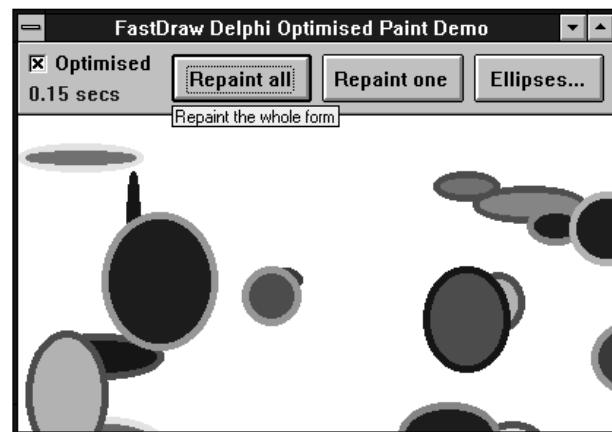 FastDraw Delphi Optimised Paint Demo
Optimised
0.15 secs
Repaint all
Repaint one
Ellipses...
Repaint the whole form